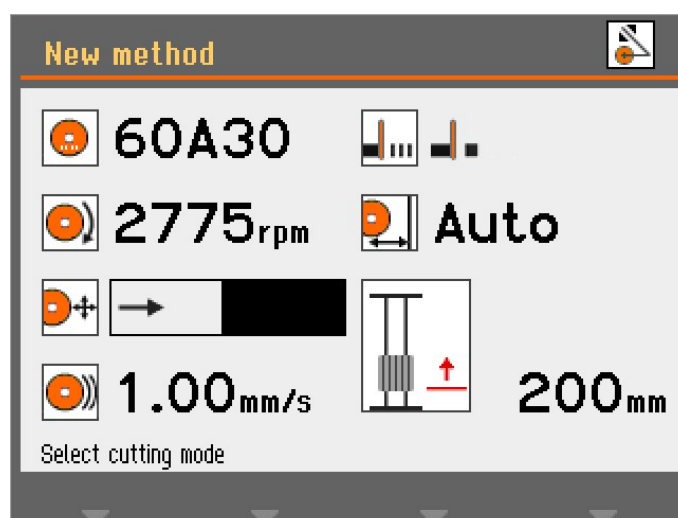 New method
60A30
2775rpm
Auto
1.00mm/s
200mm
Select cutting mode